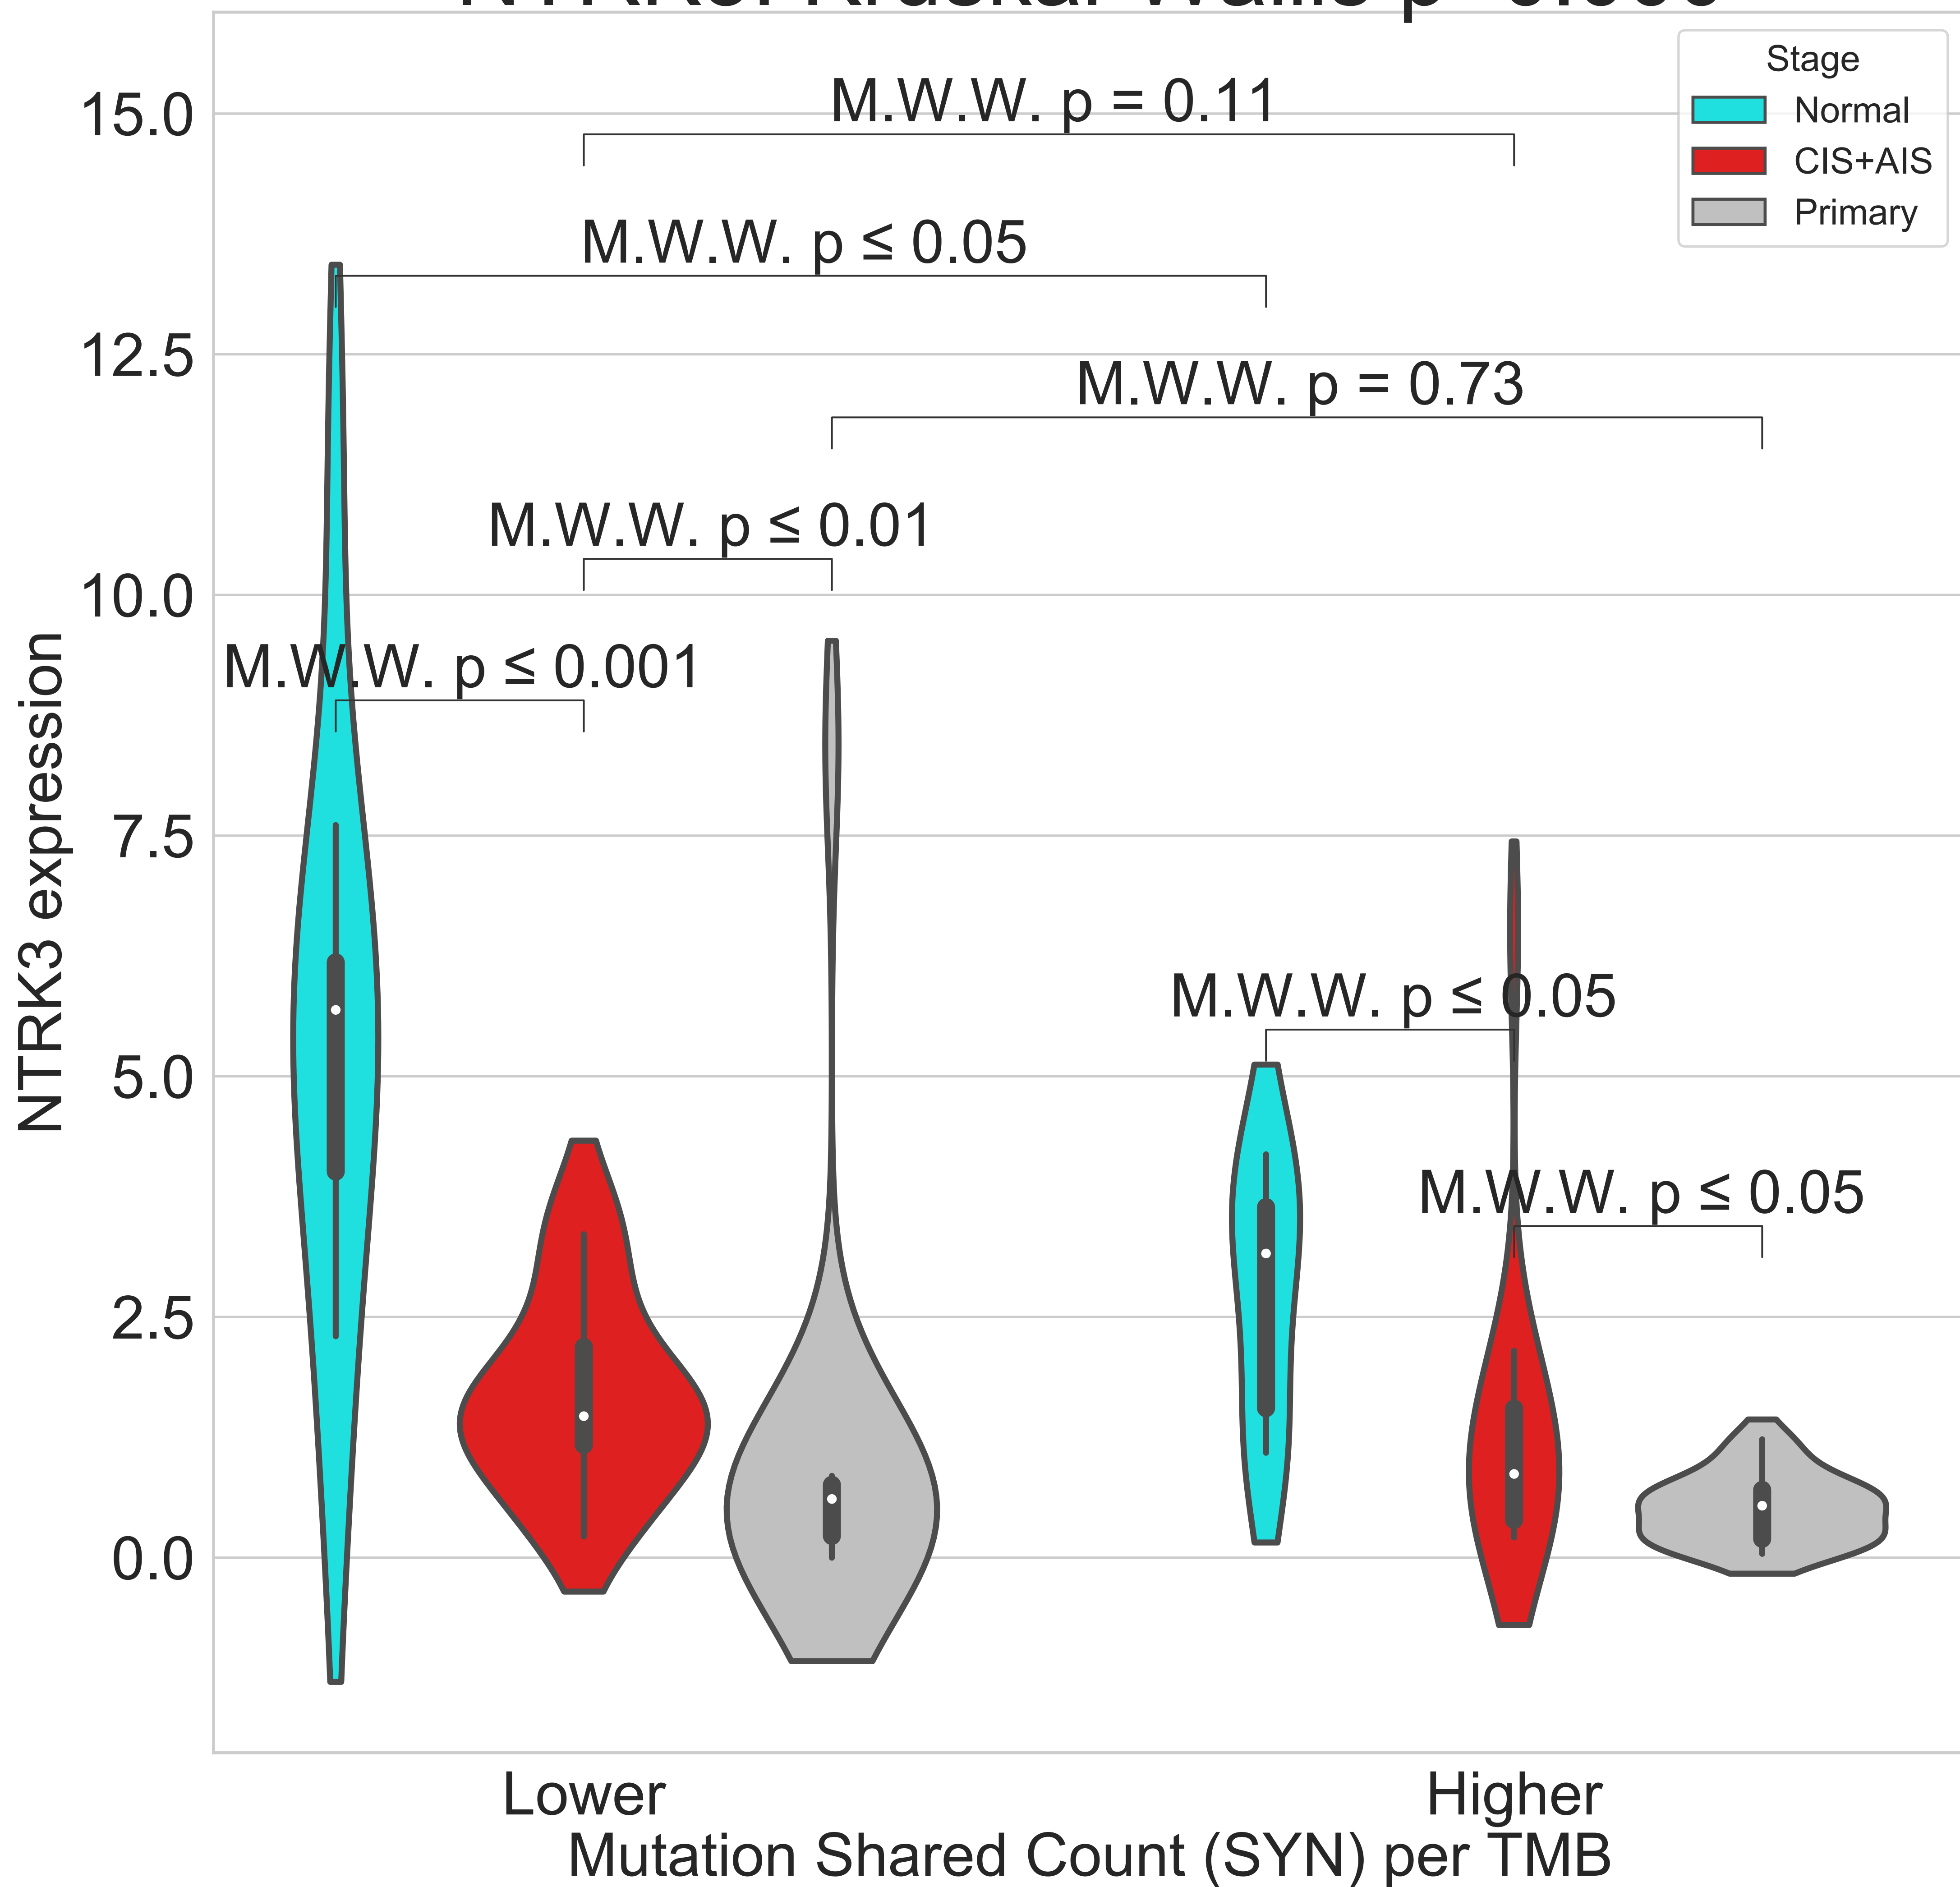 Stage
Normal
CIS+AIS
Primary
M.W.W. p = 0.11
M.W.W. p ≤ 0.05
M.W.W. p = 0.73
M.W.W. p ≤ 0.01
M.W.W. p ≤ 0.001
M.W.W. p ≤ 0.05
M.W.W. p ≤ 0.05
15.0
12.5
10.0
7.5
5.0
2.5
0.0
NTRK3 expression
Lower
Higher
Mutation Shared Count (SYN) per TMB